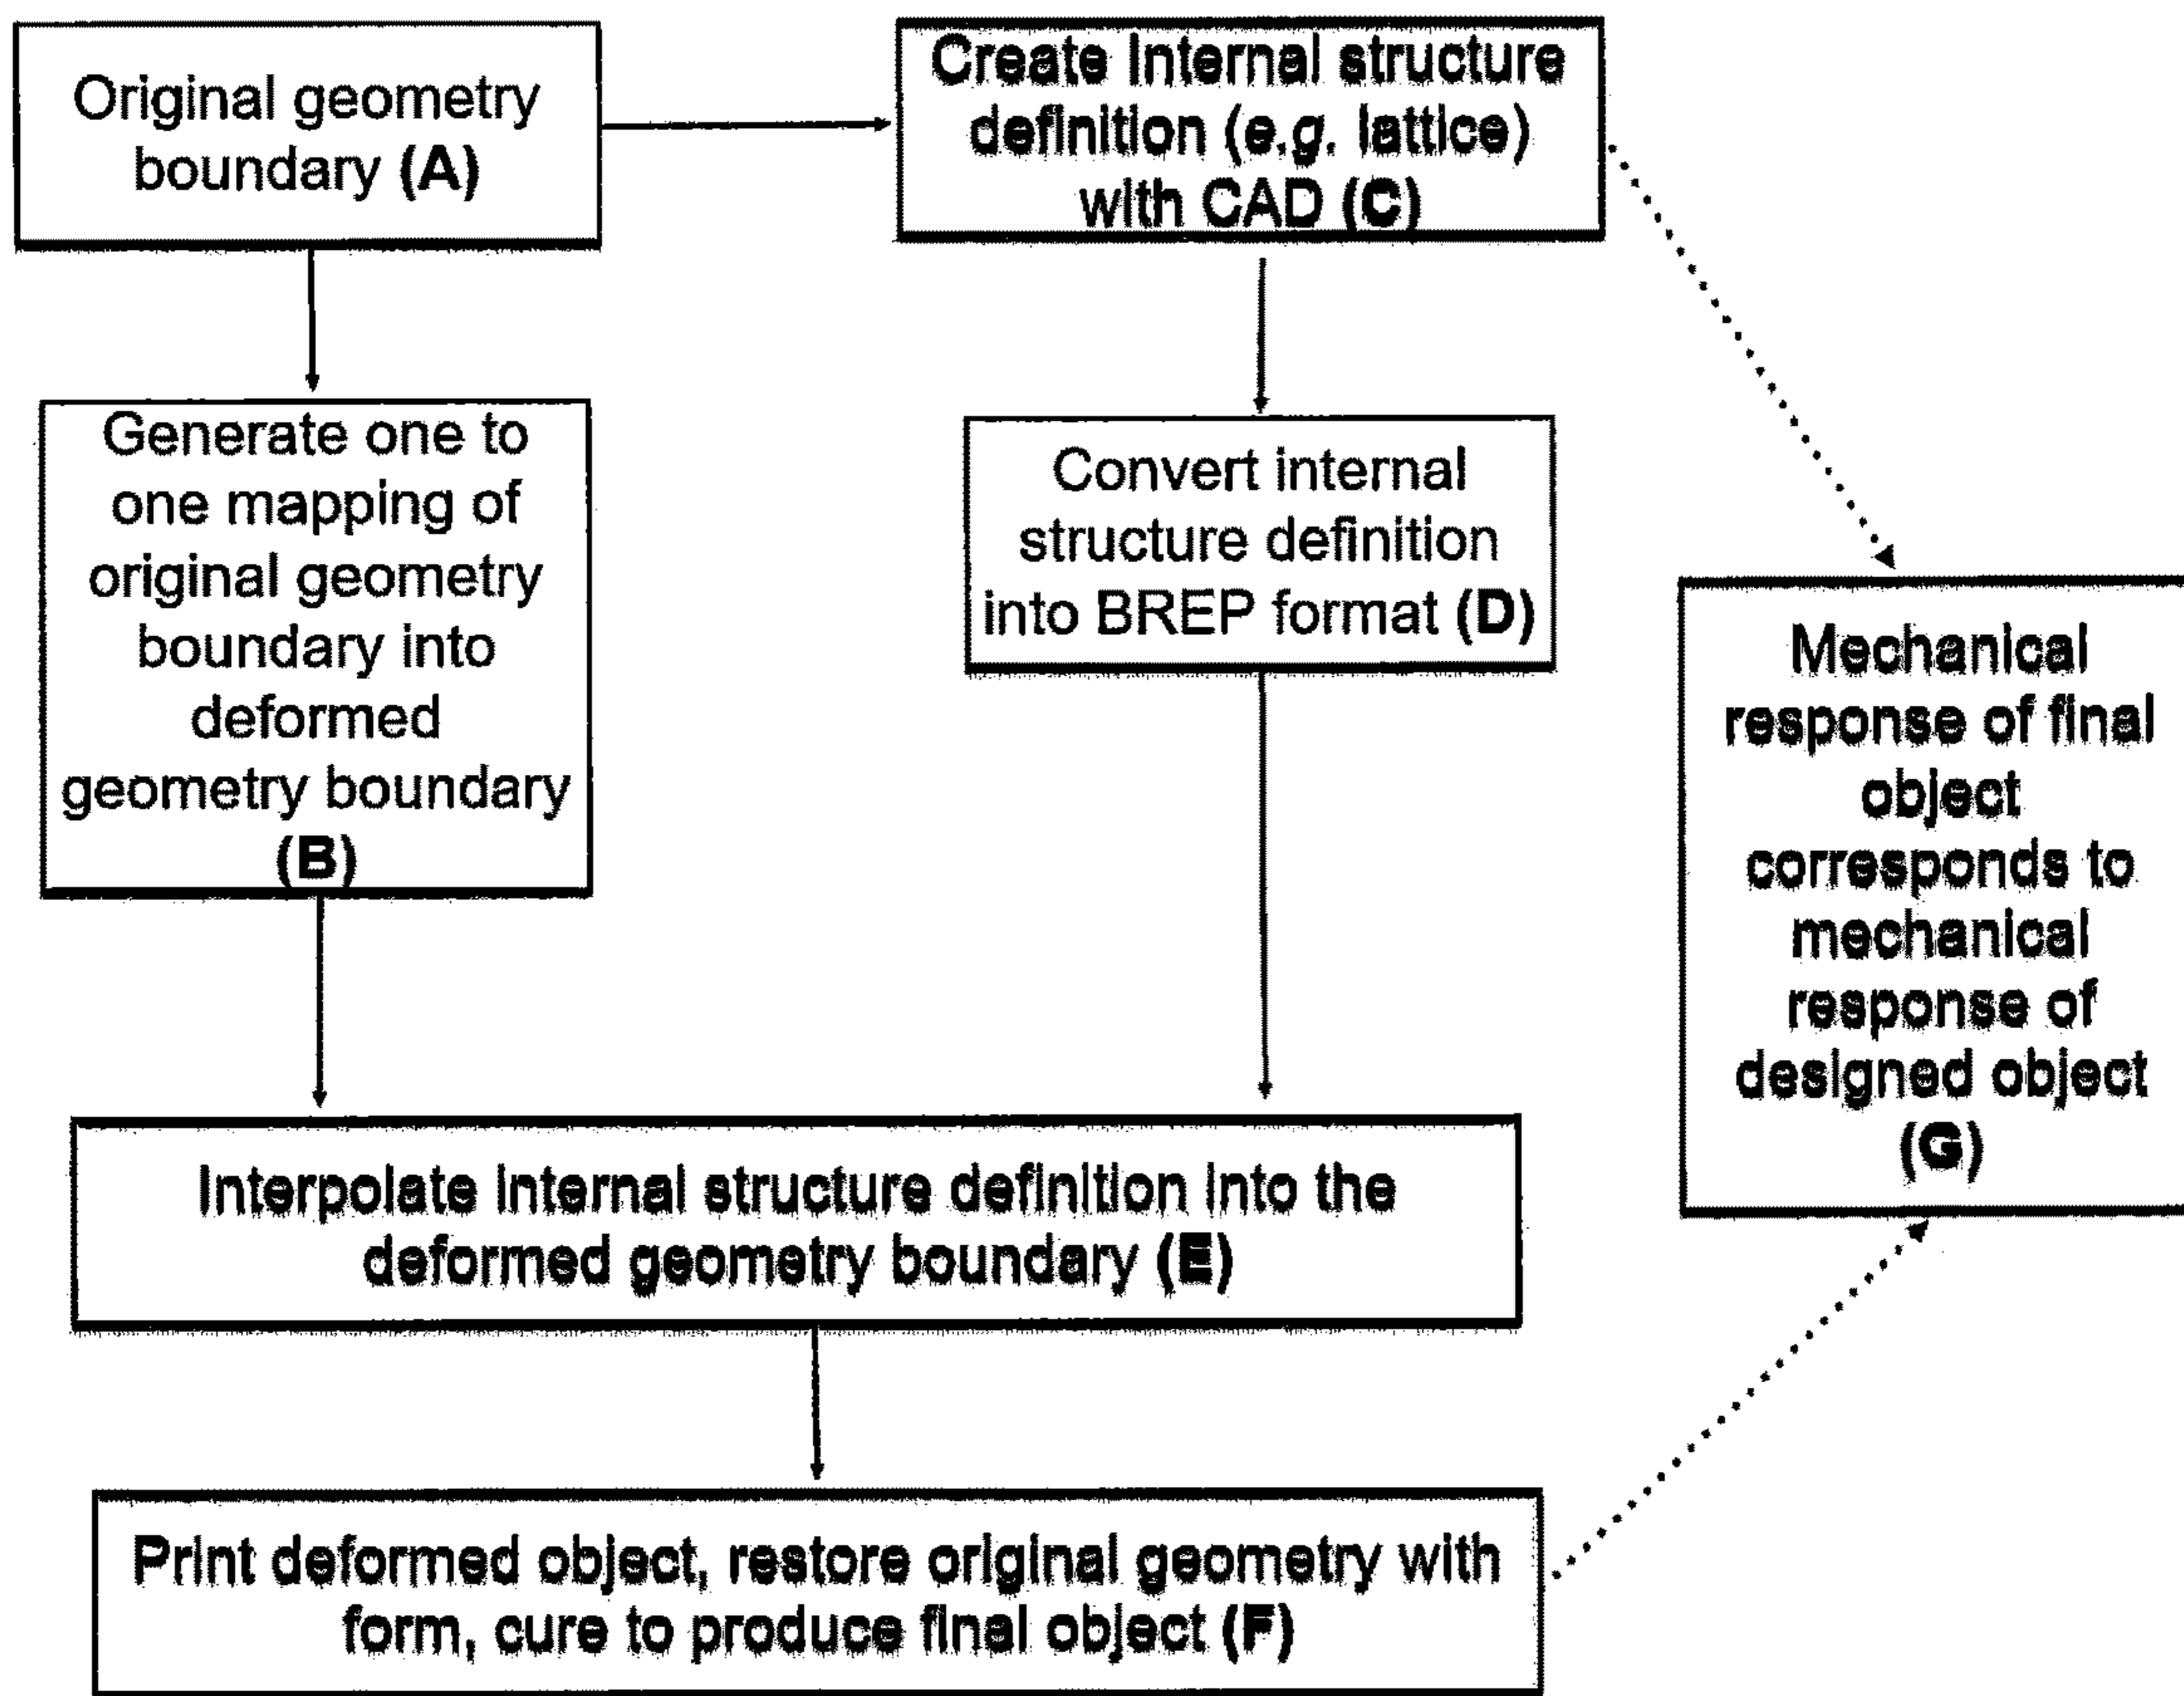 Original geometry
boundary (A)
Create Internal structure
definition (e.g. lattice)
with CAD (C)
Generate one to
one mapping of
original geometry
boundary into
deformed
geometry boundary
(B)
Convert internal
structure definition
into BREP format (D)
Mechanical
response of final
object
corresponds to
mechanical
response of
designed object
(G)
Interpolate internal structure definition into the
deformed geometry boundary (E)
Print deformed object, restore original geometry with
form, cure to produce final object (F)